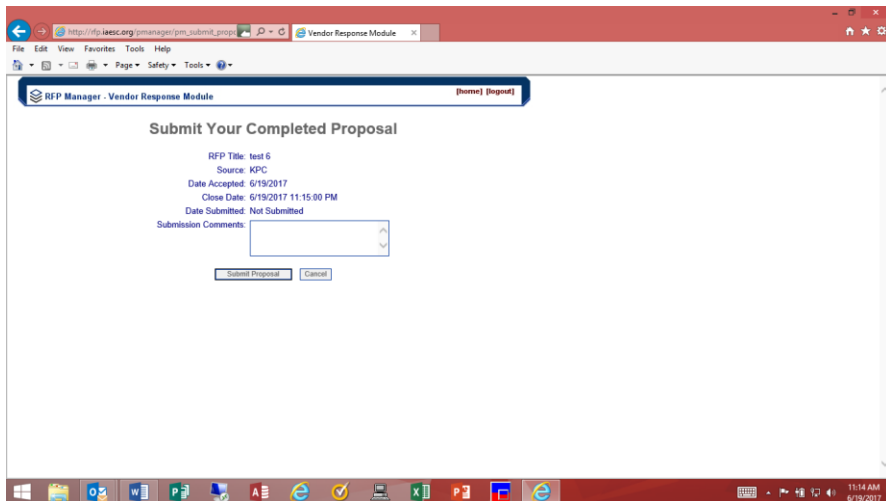 http://rfp.iaesc.org/pmanager/pm_submit_propc
Vendor Response Module
File Edit View Favorites Tools Help
Page Safety Tools
RFP Manager - Vendor Response Module
[home] [logout]
Submit Your Completed Proposal
RFP Title: test 6
Source: KPC
Date Accepted: 6/19/2017
Close Date: 6/19/2017 11:15:00 PM
Date Submitted: Not Submitted
Submission Comments:
Submit Proposal Cancel
11:14 AM
6/19/2017